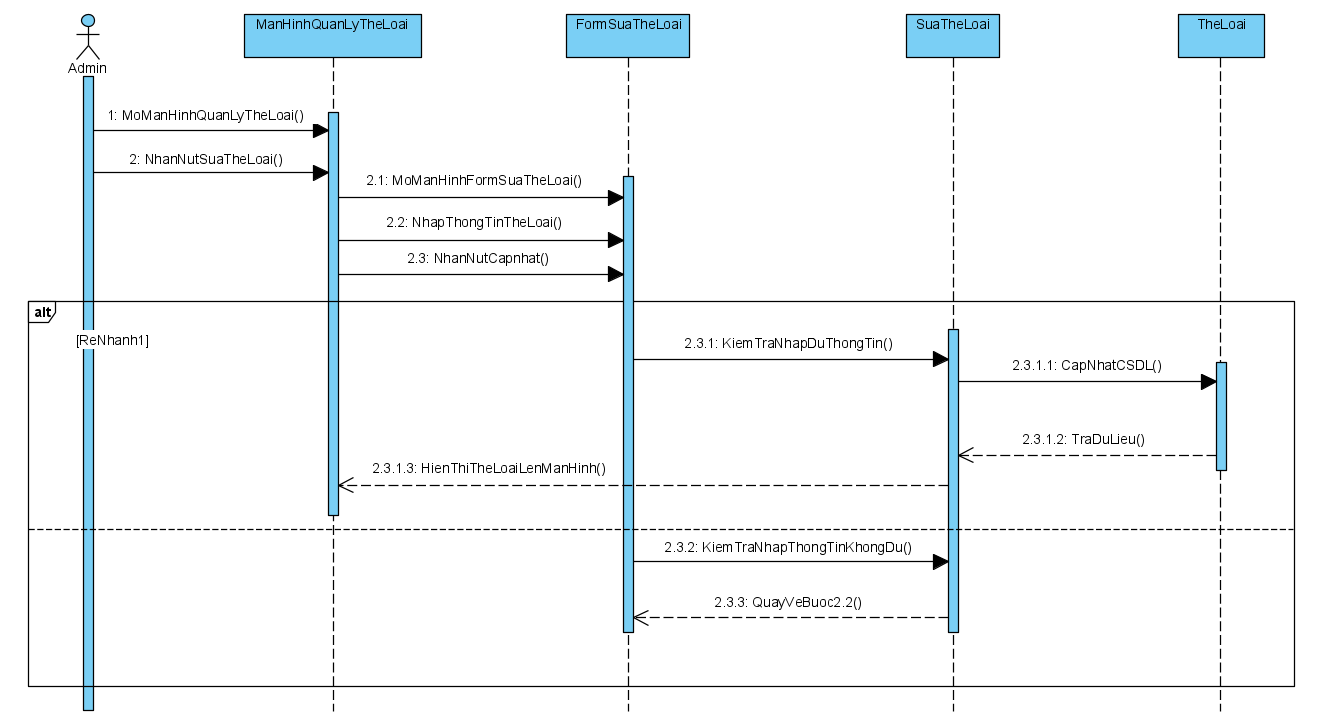 ManHinhQuanLyTheLoai
FormSuaTheLoai
SuaTheLoai
TheLoai
Admin
1: MoManHinhQuanLyTheLoai()
2: NhanNutSuaTheLoai()
2.1: MoManHinhFormSuaTheLoai()
2.2: NhapThongTinTheLoai()
2.3: NhanNutCapnhat()
alt
[ReNhanh1]
2.3.1: KiemTraNhapDuThongTin()
2.3.1.1: CapNhatCSDL()
2.3.1.2: TraDuLieu()
2.3.1.3: HienThiTheLoaiLenManHinh()
2.3.2: KiemTraNhapThongTinKhongDu()
2.3.3: QuayVeBuoc2.2()